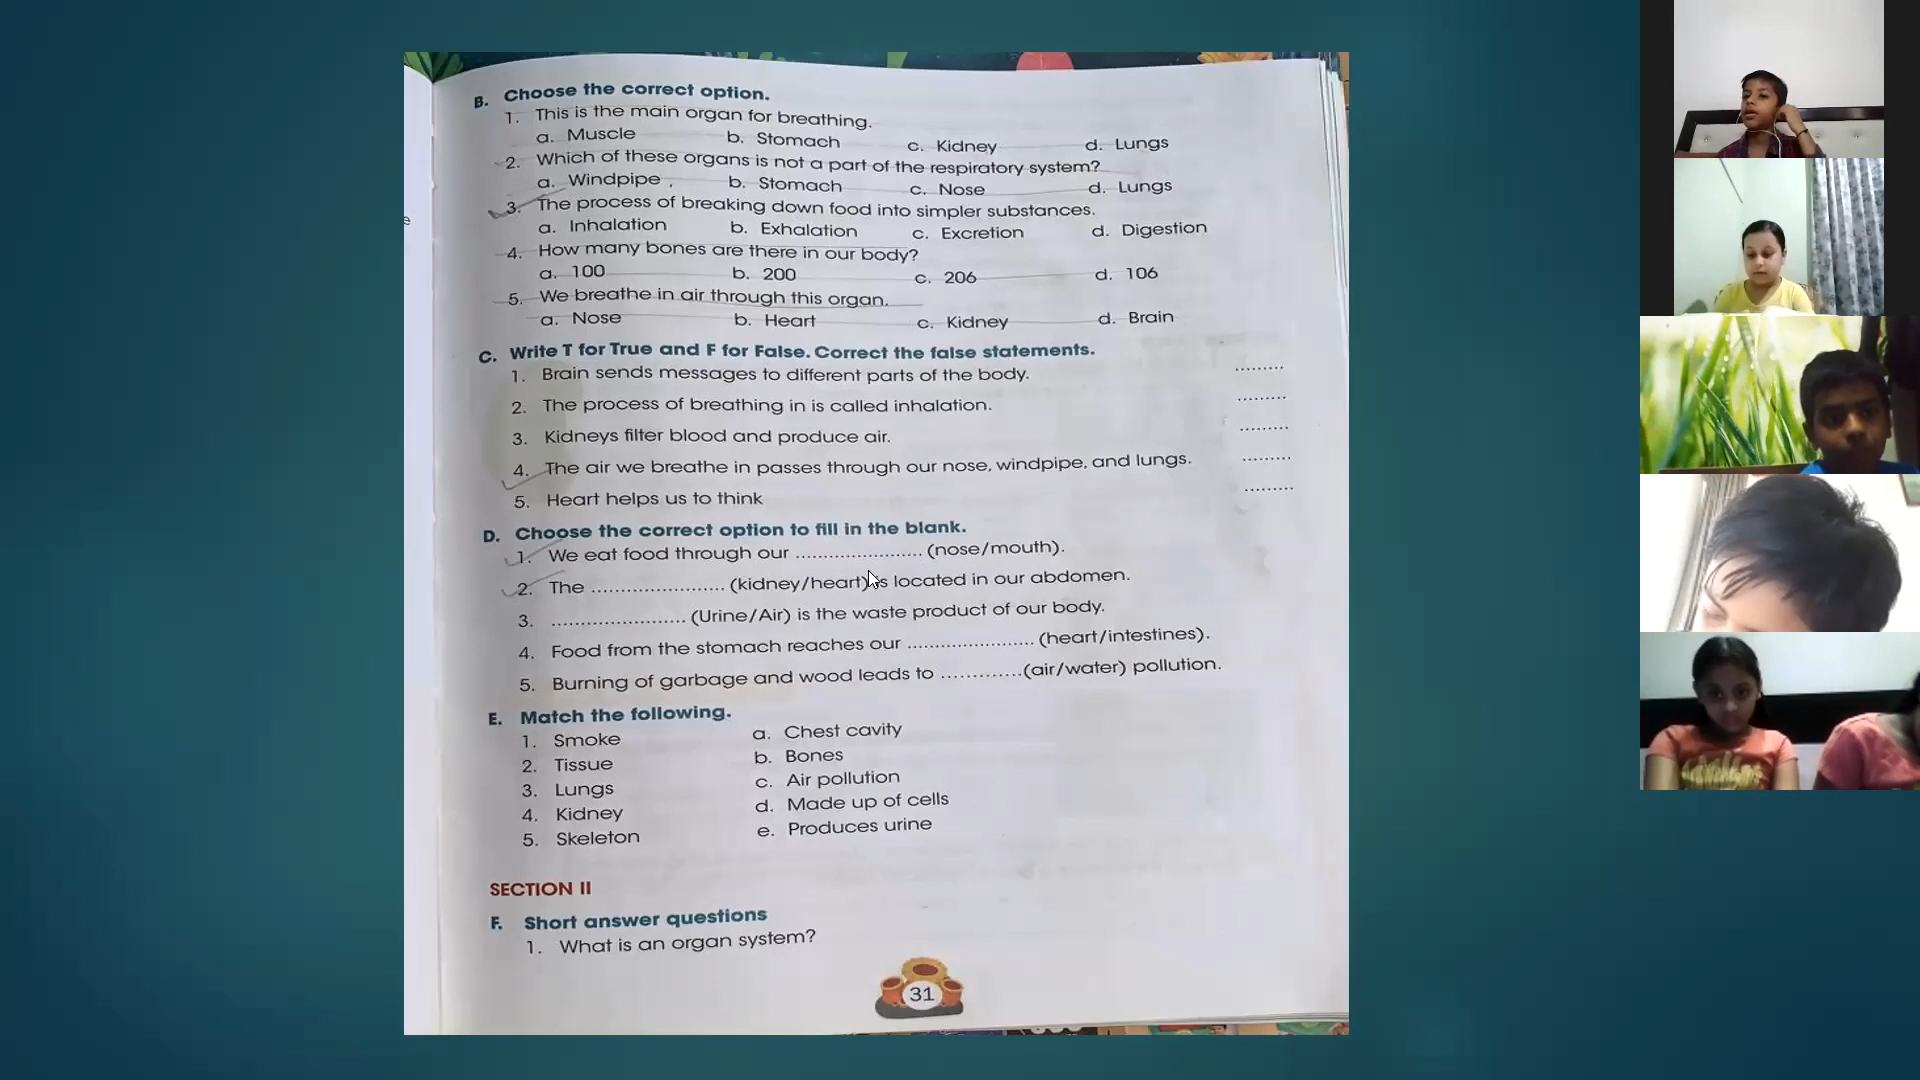 B. Choose the correct option.
1. This is the main organ for breathing.
a. Muscle b. Stomach c. Kidney d. Lungs
2. Which of these organs is not a part of the respiratory system?
a. Windpipe b. Stomach c. Nose d. Lungs
3. The process of breaking down food into simpler substances.
a. Inhalation b. Exhalation c. Excretion d. Digestion
4. How many bones are there in our body?
a. 100 b. 200 c. 206 d. 106
5. We breathe in air through this organ.
a. Nose b. Heart c. Kidney d. Brain
C. Write T for True and F for False. Correct the false statements.
1. Brain sends messages to different parts of the body. .........
2. The process of breathing in is called inhalation. .........
3. Kidneys filter blood and produce air. .........
4. The air we breathe in passes through our nose, windpipe, and lungs. .........
5. Heart helps us to think .........
D. Choose the correct option to fill in the blank.
1. We eat food through our ...................... (nose/mouth).
2. The ....................... (kidney/heart) is located in our abdomen.
3. ....................... (Urine/Air) is the waste product of our body.
4. Food from the stomach reaches our ...................... (heart/intestines).
5. Burning of garbage and wood leads to ..............(air/water) pollution.
E. Match the following.
1. Smoke a. Chest cavity
2. Tissue b. Bones
3. Lungs c. Air pollution
4. Kidney d. Made up of cells
5. Skeleton e. Produces urine
SECTION II
F. Short answer questions
1. What is an organ system?
31